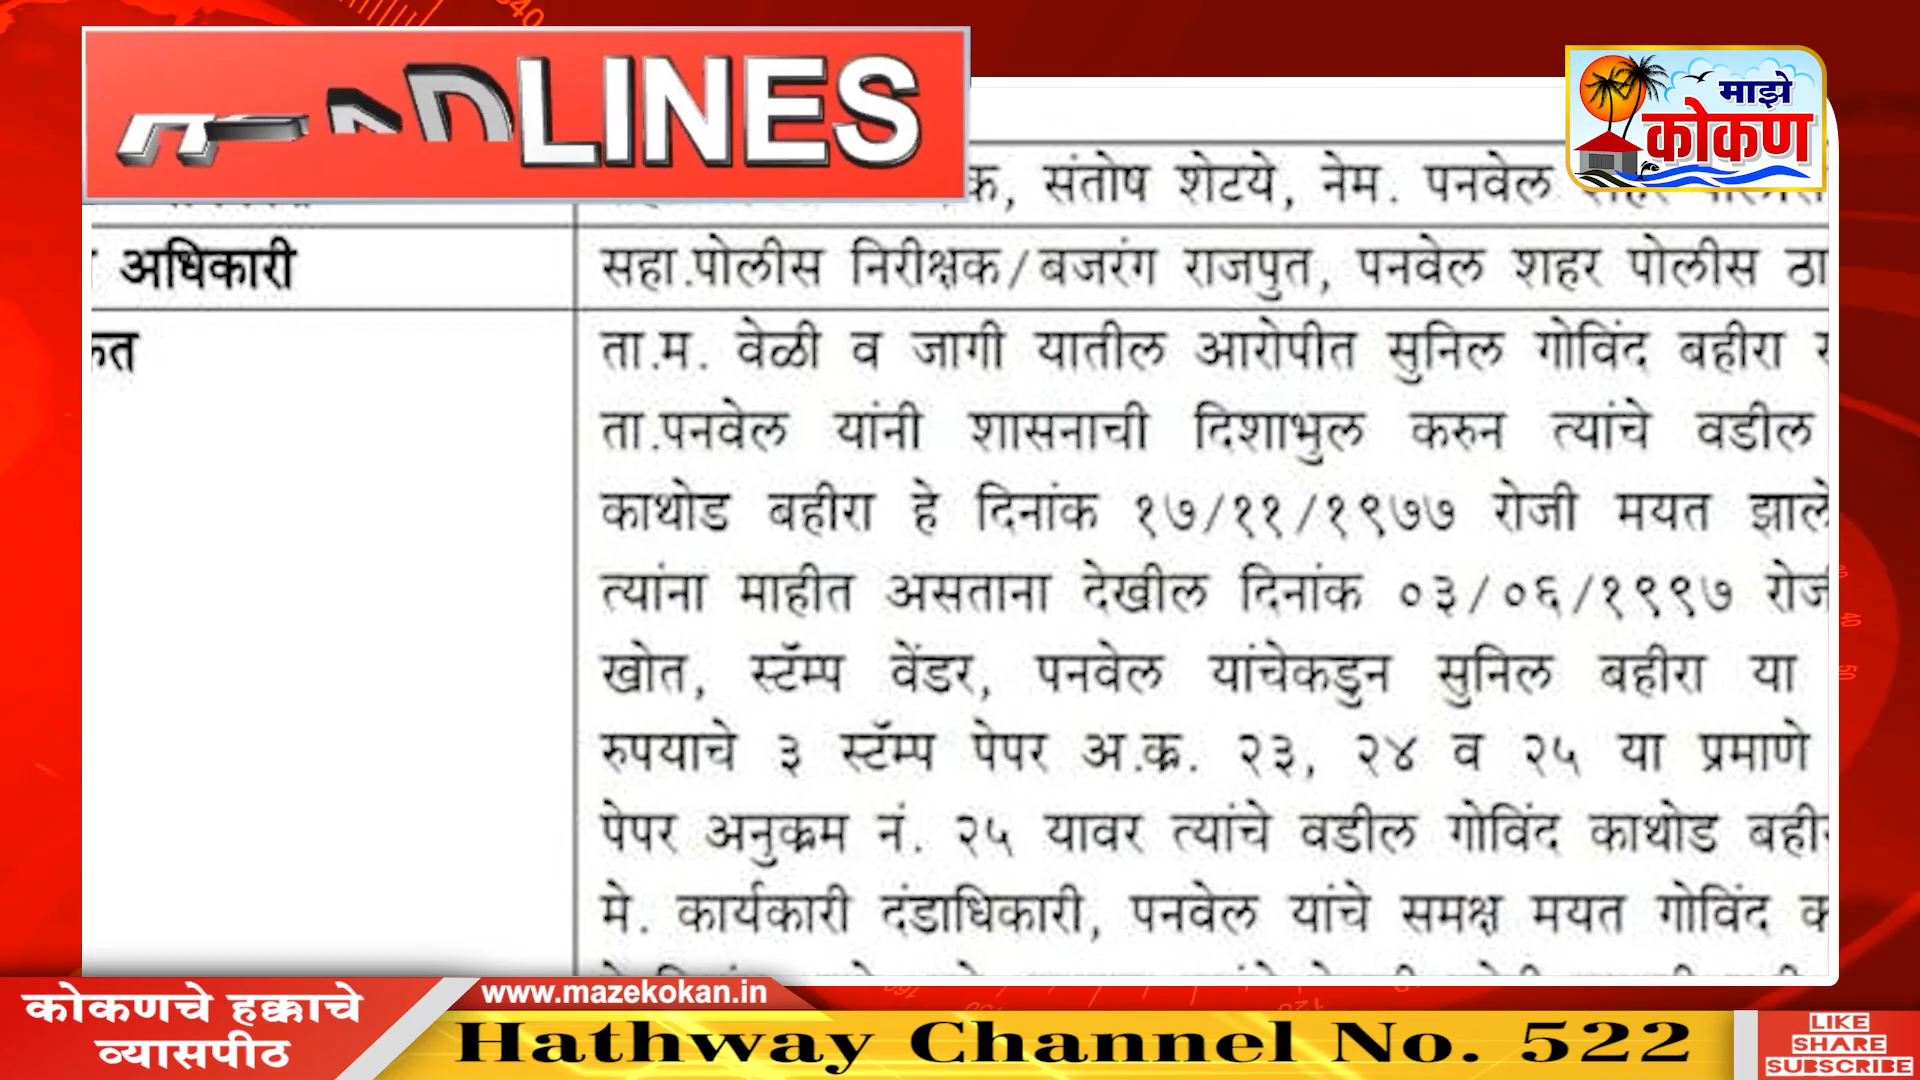 HEADLINES
माझे
कोकण
क, संतोष शेटये, नेम. पनवेल
अधिकारी
सहा.पोलीस निरीक्षक/बजरंग राजपुत, पनवेल शहर पोलीस ठा
ता.म. वेळी व जागी यातील आरोपीत सुनिल गोविंद बहीरा
ता.पनवेल यांनी शासनाची दिशाभुल करुन त्यांचे वडील
काथोड बहीरा हे दिनांक १७/११/१९७७ रोजी मयत झाले
त्यांना माहीत असताना देखील दिनांक ०३/०६/१९९७ रोजी
खोत, स्टॅम्प वेंडर, पनवेल यांचेकडुन सुनिल बहीरा या
रुपयाचे ३ स्टॅम्प पेपर अ.क्र. २३, २४ व २५ या प्रमाणे
पेपर अनुक्रम नं. २५ यावर त्यांचे वडील गोविंद काथोड बही
मे. कार्यकारी दंडाधिकारी, पनवेल यांचे समक्ष मयत गोविंद
कोकणचे हक्काचे
व्यासपीठ
www.mazekokan.in
Hathway Channel No. 522
LIKE
SHARE
SUBSCRIBE